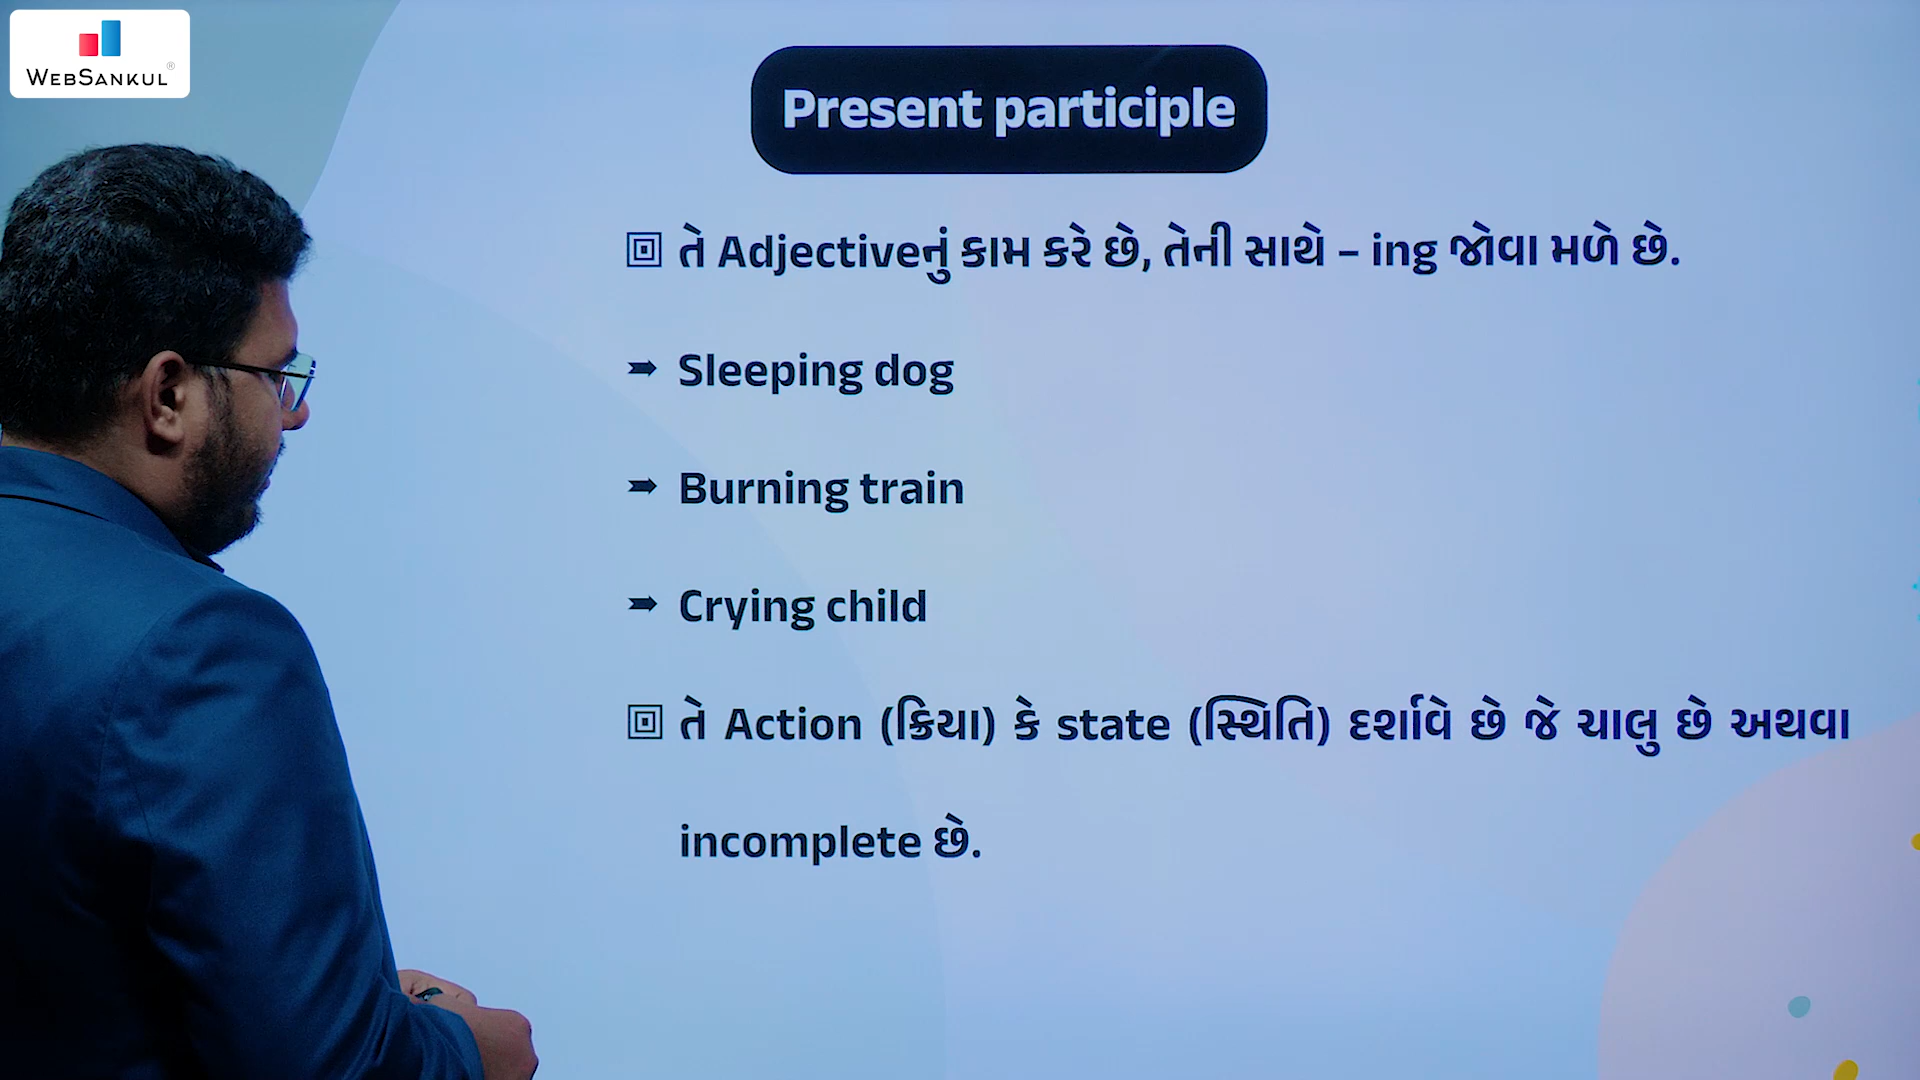 WEBSANKUL®
Present participle
તે Adjectiveનું કામ કરે છે, તેની સાથે – ing જોવા મળે છે.
Sleeping dog
Burning train
Crying child
તે Action (ક્રિયા) કે state (સ્થિતિ) દર્શાવે છે જે ચાલુ છે અથવા
incomplete છે.